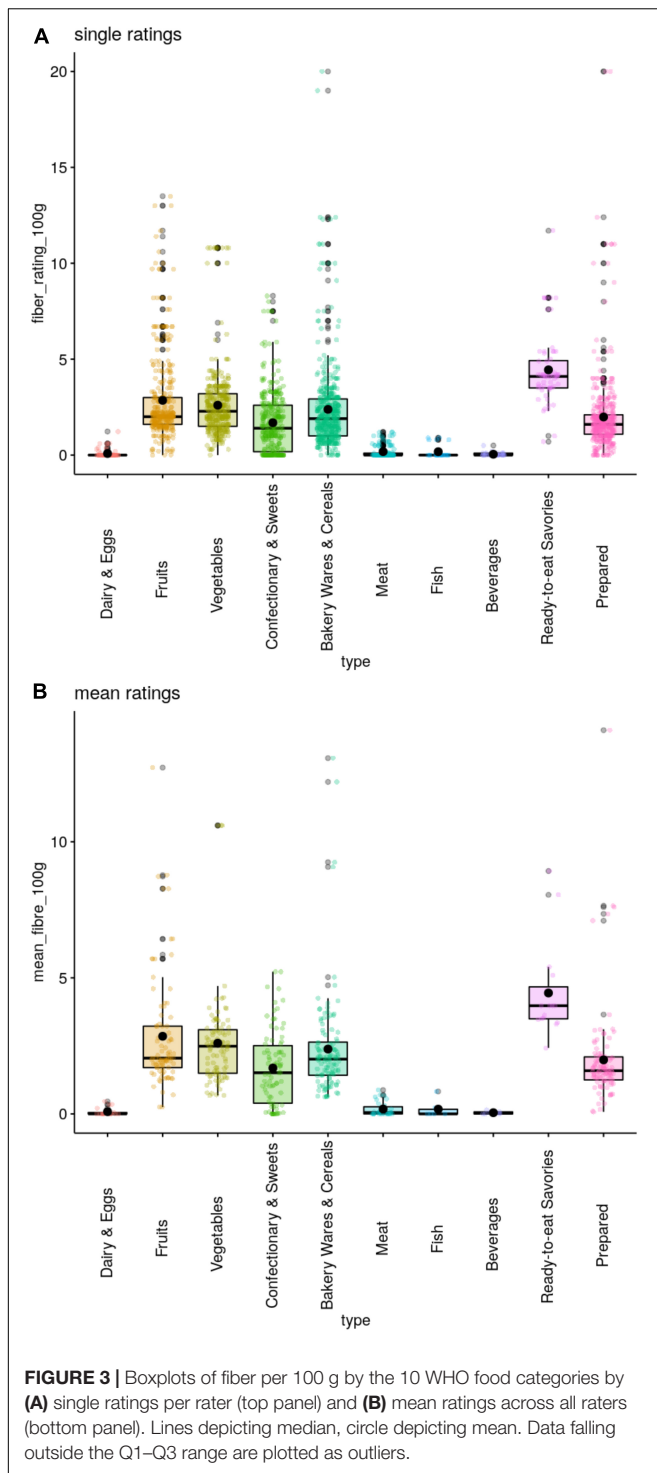 A single ratings
20
15
10
5
0
fiber_rating_100g
Dairy & Eggs
Fruits
Vegetables
Confectionary & Sweets
Bakery Wares & Cereals
Meat
Fish
Beverages
Ready-to-eat Savories
Prepared
type
B mean ratings
10
5
0
mean_fibre_100g
Dairy & Eggs
Fruits
Vegetables
Confectionary & Sweets
Bakery Wares & Cereals
Meat
Fish
Beverages
Ready-to-eat Savories
Prepared
type
FIGURE 3 | Boxplots of fiber per 100 g by the 10 WHO food categories by
(A) single ratings per rater (top panel) and (B) mean ratings across all raters
(bottom panel). Lines depicting median, circle depicting mean. Data falling
outside the Q1–Q3 range are plotted as outliers.